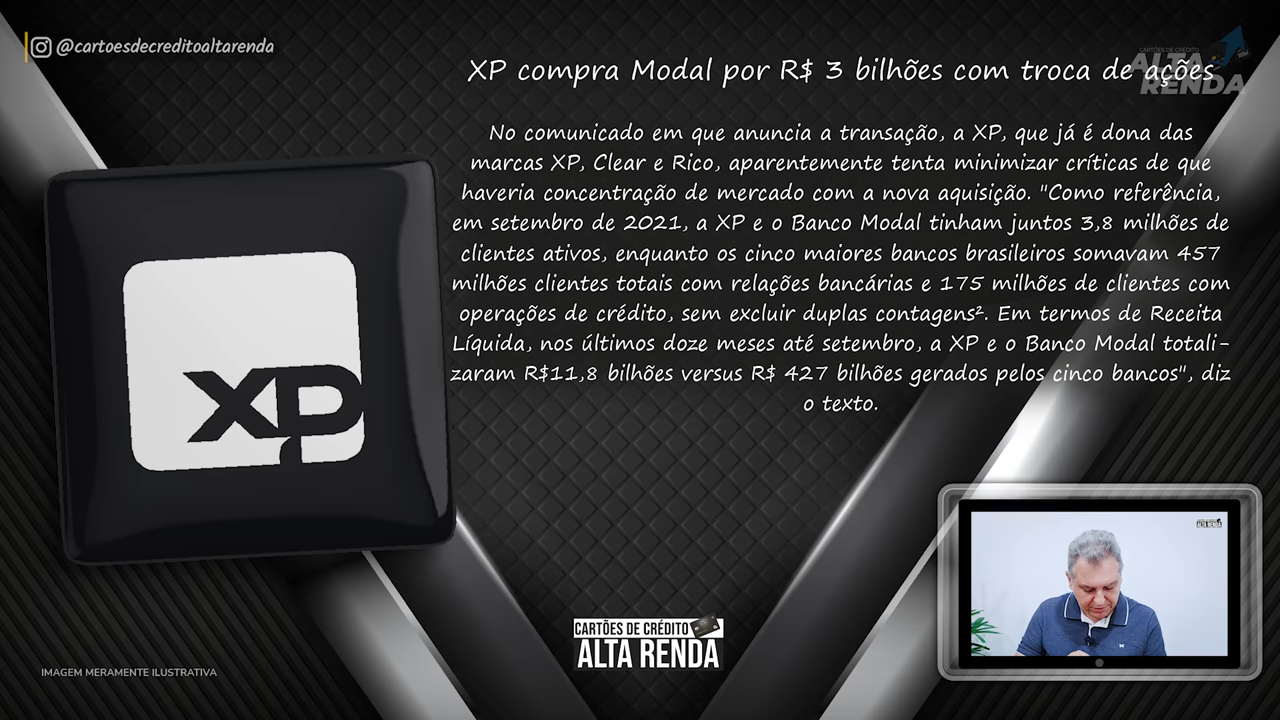 @cartoesdecreditoaltarenda
CARTÕES DE CRÉDITO
ALTA
RENDA
XP compra Modal por R$ 3 bilhões com troca de ações
No comunicado em que anuncia a transação, a XP, que já é dona das
marcas XP, Clear e Rico, aparentemente tenta minimizar críticas de que
haveria concentração de mercado com a nova aquisição. "Como referência,
em setembro de 2021, a XP e o Banco Modal tinham juntos 3,8 milhões de
clientes ativos, enquanto os cinco maiores bancos brasileiros somavam 457
milhões clientes totais com relações bancárias e 175 milhões de clientes com
operações de crédito, sem excluir duplas contagens². Em termos de Receita
Líquida, nos últimos doze meses até setembro, a XP e o Banco Modal totali-
zaram R$11,8 bilhões versus R$ 427 bilhões gerados pelos cinco bancos", diz
o texto.
XP
ALTA RENDA
CARTÕES DE CRÉDITO
ALTA RENDA
IMAGEM MERAMENTE ILUSTRATIVA